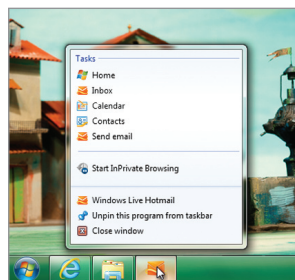 Tasks
Home
Inbox
Calendar
Contacts
Send email
Start InPrivate Browsing
Windows Live Hotmail
Unpin this program from taskbar
Close window